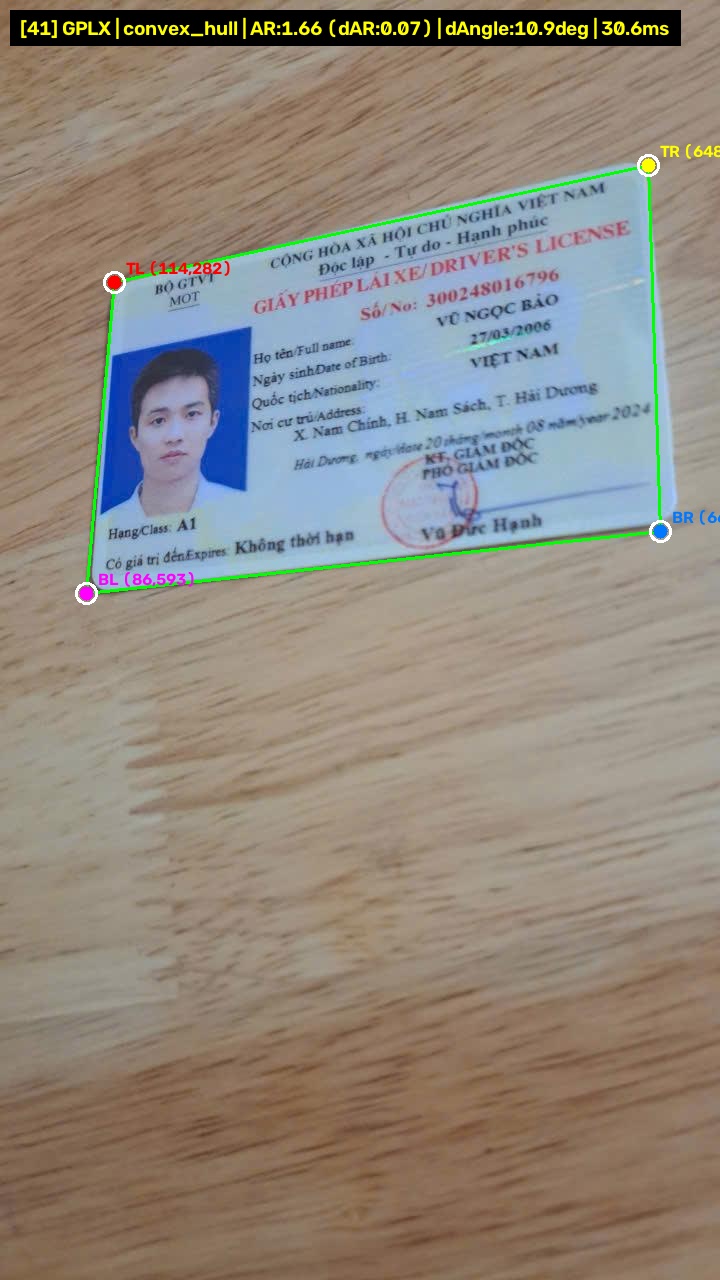 [41] GPLX | convex_hull | AR:1.66 (dAR:0.07) | dAngle:10.9deg | 30.6ms
TR (648
TL (114,282)
BỘ GTVT
MOT
CỘNG HÒA XÃ HỘI CHỦ NGHĨA VIỆT NAM
Độc lập - Tự do - Hạnh phúc
GIẤY PHÉP LÁI XE/DRIVER'S LICENSE
Số/No: 300248016796
Họ tên/Full name: VŨ NGỌC BẢO
Ngày sinh/Date of Birth: 27/03/2006
Quốc tịch/Nationality: VIỆT NAM
Nơi cư trú/Address:
X. Nam Chính, H. Nam Sách, T. Hải Dương
Hải Dương, ngày/date 20 tháng/month 08 năm/year 2024
KT. GIÁM ĐỐC
PHÓ GIÁM ĐỐC
Hạng/Class: A1
Vũ Đức Hạnh
Có giá trị đến/Expires: Không thời hạn
BR (6
BL (86,593)